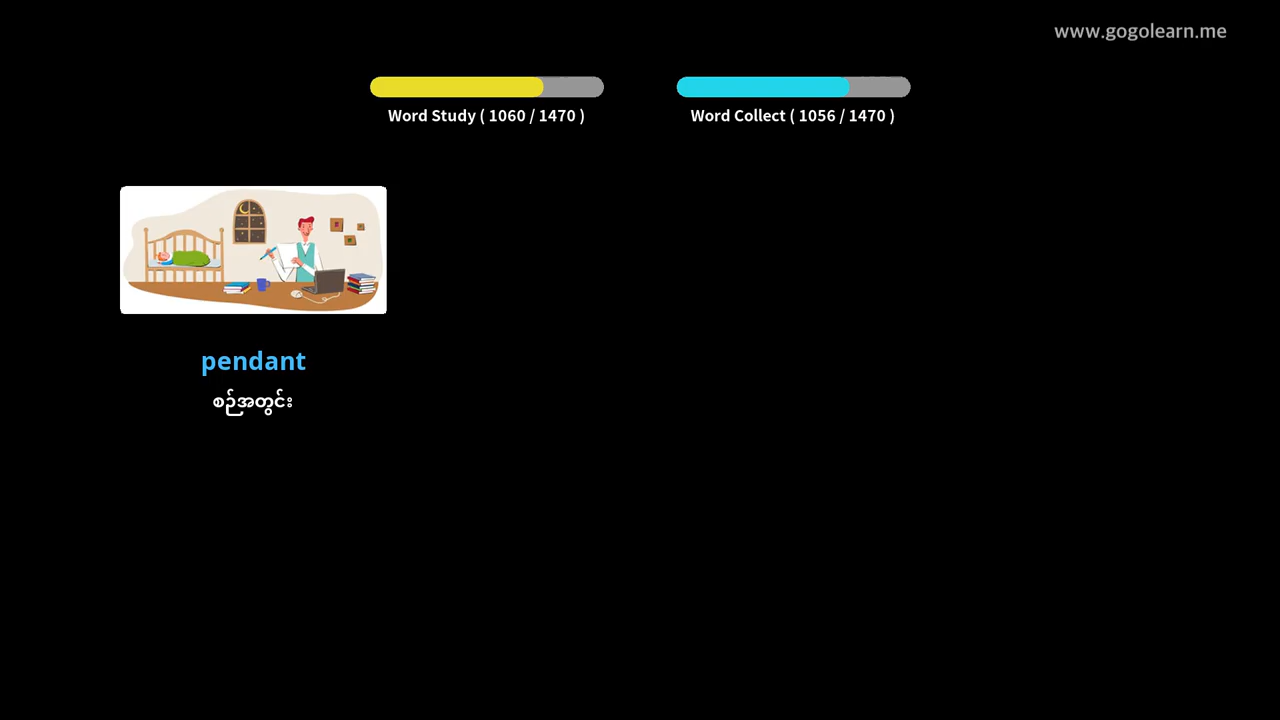 www.gogolearn.me
Word Study ( 1060 / 1470 )
Word Collect ( 1056 / 1470 )
pendant
စဉ်အတွင်း